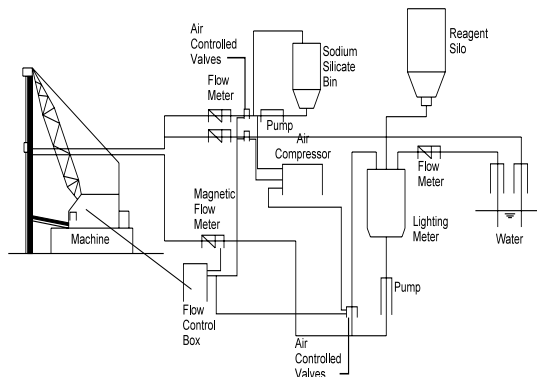 Air
Controlled
Valves
Flow
Meter
Sodium
Silicate
Bin
Reagent
Silo
Pump
Air
Compressor
Magnetic
Flow
Meter
Flow
Meter
Lighting
Meter
Water
Machine
Pump
Flow
Control
Box
Air
Controlled
Valves